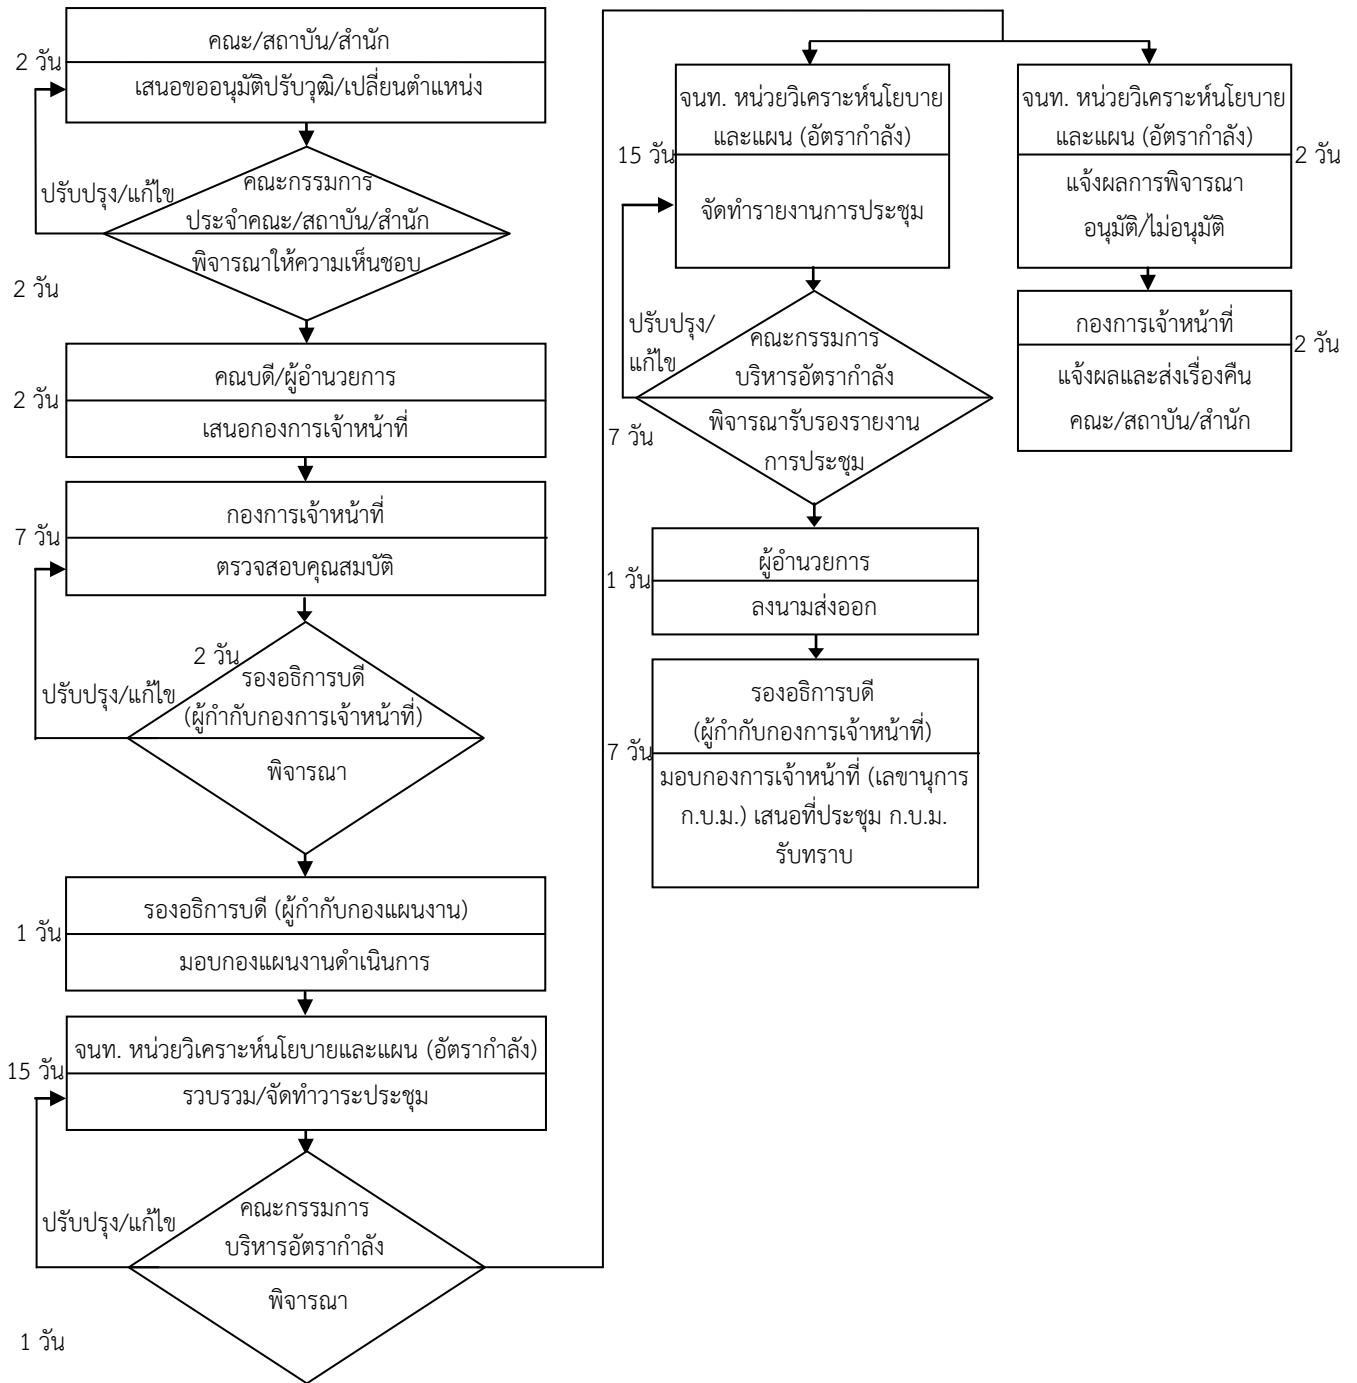 คณะ/สถาบัน/สำนัก
2 วัน
เสนอขออนุมัติปรับวุฒิ/เปลี่ยนตำแหน่ง
ปรับปรุง/แก้ไข
คณะกรรมการ
ประจำคณะ/สถาบัน/สำนัก
พิจารณาให้ความเห็นชอบ
2 วัน
คณบดี/ผู้อำนวยการ
2 วัน
เสนอกองการเจ้าหน้าที่
กองการเจ้าหน้าที่
7 วัน
ตรวจสอบคุณสมบัติ
2 วัน
ปรับปรุง/แก้ไข
รองอธิการบดี
(ผู้กำกับกองการเจ้าหน้าที่)
พิจารณา
รองอธิการบดี (ผู้กำกับกองแผนงาน)
1 วัน
มอบกองแผนงานดำเนินการ
จนท. หน่วยวิเคราะห์นโยบายและแผน (อัตรากำลัง)
15 วัน
รวบรวม/จัดทำวาระประชุม
ปรับปรุง/แก้ไข
คณะกรรมการ
บริหารอัตรากำลัง
พิจารณา
1 วัน
จนท. หน่วยวิเคราะห์นโยบาย
และแผน (อัตรากำลัง)
15 วัน
จัดทำรายงานการประชุม
ปรับปรุง/
แก้ไข
คณะกรรมการ
บริหารอัตรากำลัง
พิจารณารับรองรายงาน
การประชุม
7 วัน
ผู้อำนวยการ
1 วัน
ลงนามส่งออก
รองอธิการบดี
(ผู้กำกับกองการเจ้าหน้าที่)
7 วัน
มอบกองการเจ้าหน้าที่ (เลขานุการ
ก.บ.ม.) เสนอที่ประชุม ก.บ.ม.
รับทราบ
จนท. หน่วยวิเคราะห์นโยบาย
และแผน (อัตรากำลัง)
2 วัน
แจ้งผลการพิจารณา
อนุมัติ/ไม่อนุมัติ
กองการเจ้าหน้าที่
2 วัน
แจ้งผลและส่งเรื่องคืน
คณะ/สถาบัน/สำนัก